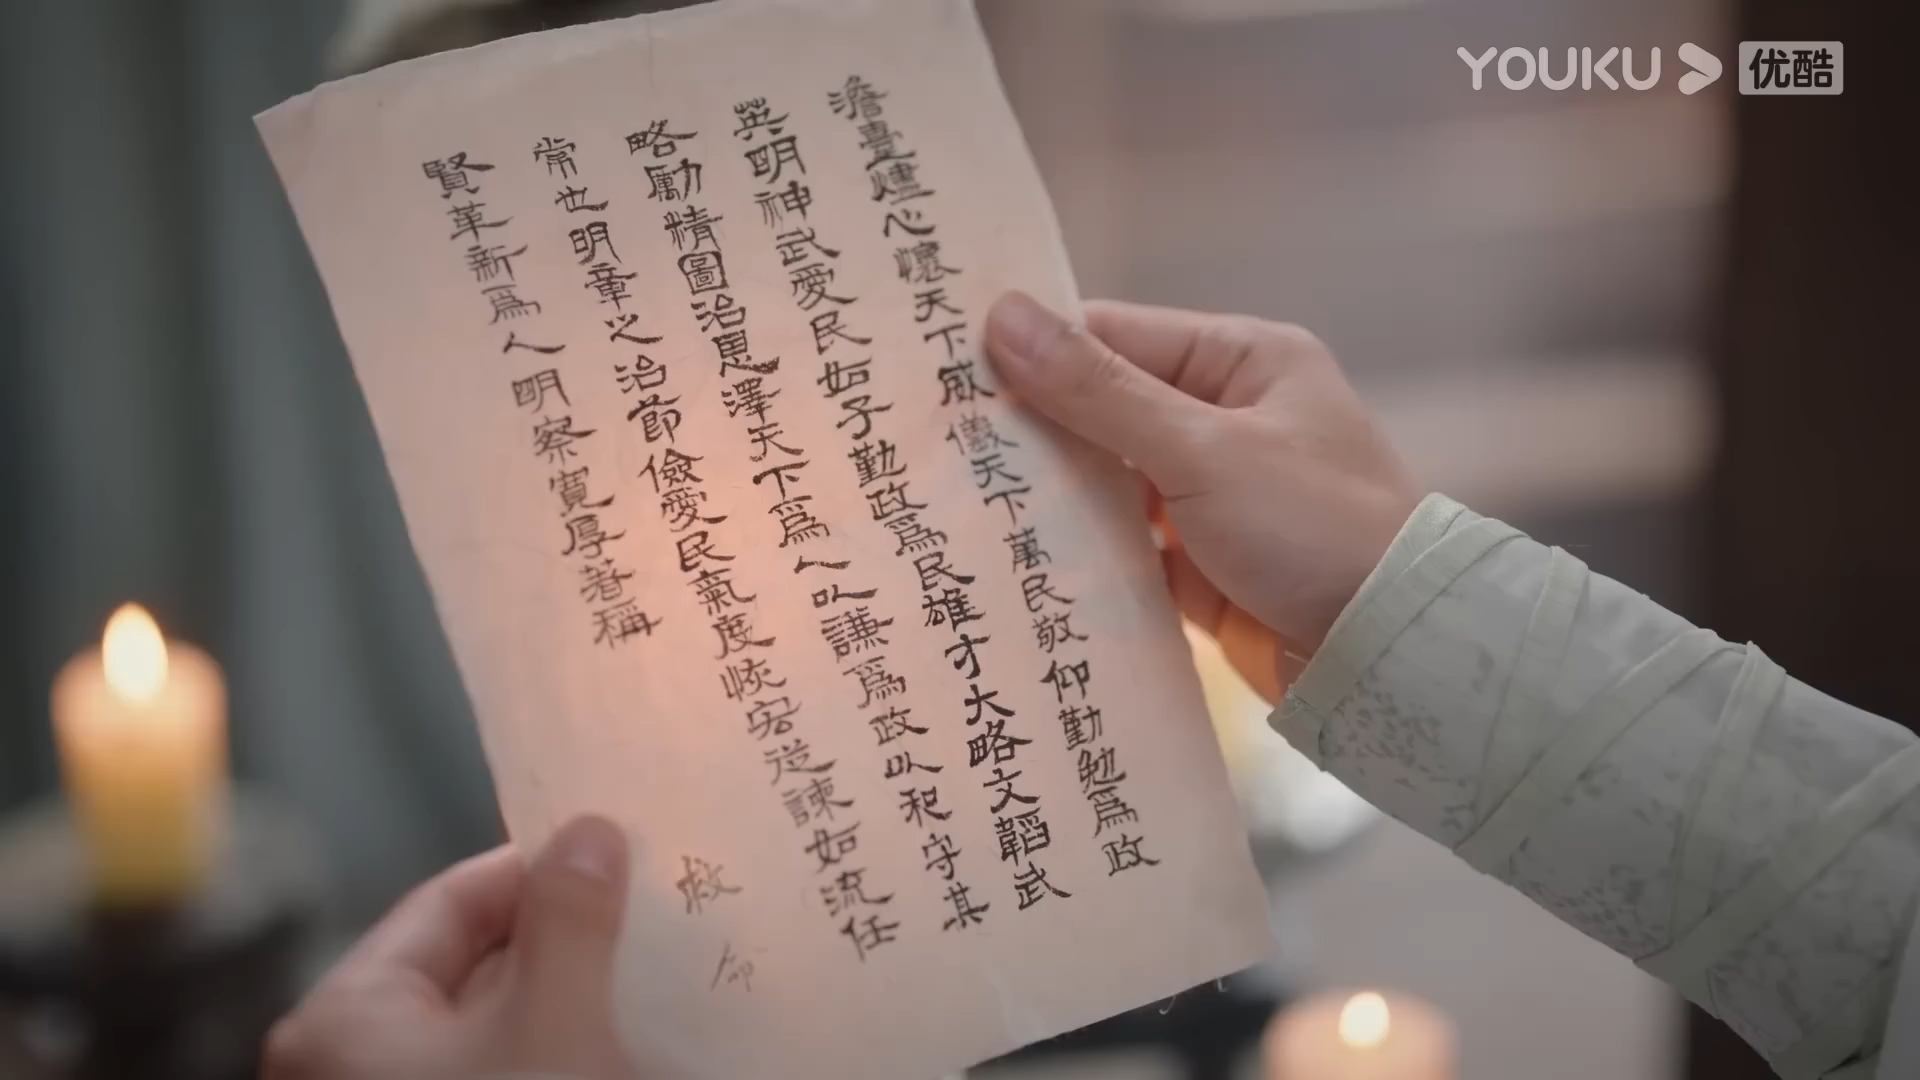 澹臺燼心懷天下威儀天下萬民敬仰勤勉爲政
英明神武愛民如子勤政爲民雄才大略文韜武
略勵精圖治恩澤天下爲人以謙爲政以和守其
常也明章之治節儉愛民氣度恢宏從諫如流任
賢革新爲人明察寬厚著稱
救命
YOUKU 优酷